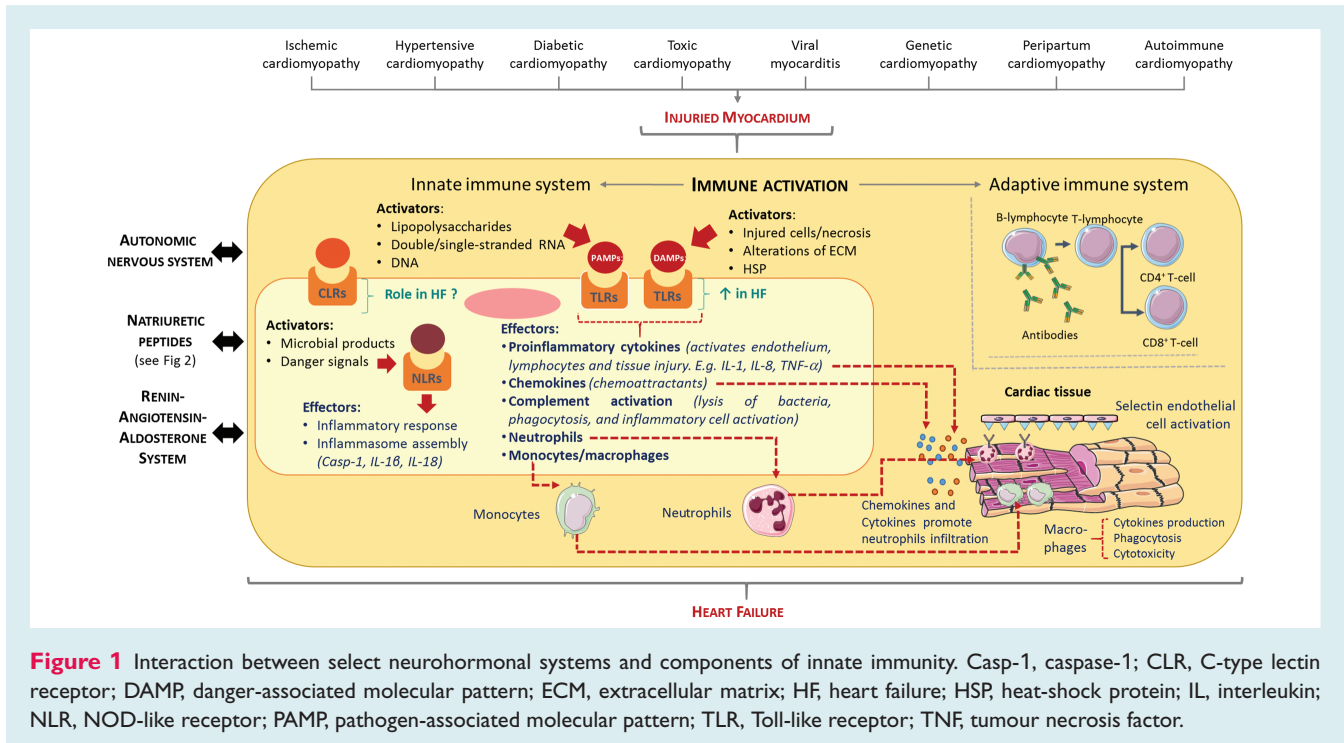 Ischemic
cardiomyopathy
Hypertensive
cardiomyopathy
Diabetic
cardiomyopathy
Toxic
cardiomyopathy
Viral
myocarditis
Genetic
cardiomyopathy
Peripartum
cardiomyopathy
Autoimmune
cardiomyopathy
INJURIED MYOCARDIUM
Innate immune system
IMMUNE ACTIVATION
Adaptive immune system
AUTONOMIC
NERVOUS SYSTEM
NATRIURETIC
PEPTIDES
(see Fig 2)
RENIN-
ANGIOTENSIN-
ALDOSTERONE
SYSTEM
Activators:
• Lipopolysaccharides
• Double/single-stranded RNA
• DNA
PAMPs:
DAMPs:
Activators:
• Injured cells/necrosis
• Alterations of ECM
• HSP
CLRs
Role in HF ?
TLRs
TLRs
↑ in HF
Activators:
• Microbial products
• Danger signals
NLRs
Effectors:
• Inflammatory response
• Inflammasome assembly
(Casp-1, IL-1β, IL-18)
Effectors:
• Proinflammatory cytokines (activates endothelium,
lymphocytes and tissue injury. E.g. IL-1, IL-8, TNF-α)
• Chemokines (chemoattractants)
• Complement activation (lysis of bacteria,
phagocytosis, and inflammatory cell activation)
• Neutrophils
• Monocytes/macrophages
B-lymphocyte
T-lymphocyte
CD4+ T-cell
Antibodies
CD8+ T-cell
Cardiac tissue
Selectin endothelial
cell activation
Monocytes
Neutrophils
Chemokines and
Cytokines promote
neutrophils infiltration
Macro-
phages
Cytokines production
Phagocytosis
Cytotoxicity
HEART FAILURE
Figure 1 Interaction between select neurohormonal systems and components of innate immunity. Casp-1, caspase-1; CLR, C-type lectin
receptor; DAMP, danger-associated molecular pattern; ECM, extracellular matrix; HF, heart failure; HSP, heat-shock protein; IL, interleukin;
NLR, NOD-like receptor; PAMP, pathogen-associated molecular pattern; TLR, Toll-like receptor; TNF, tumour necrosis factor.